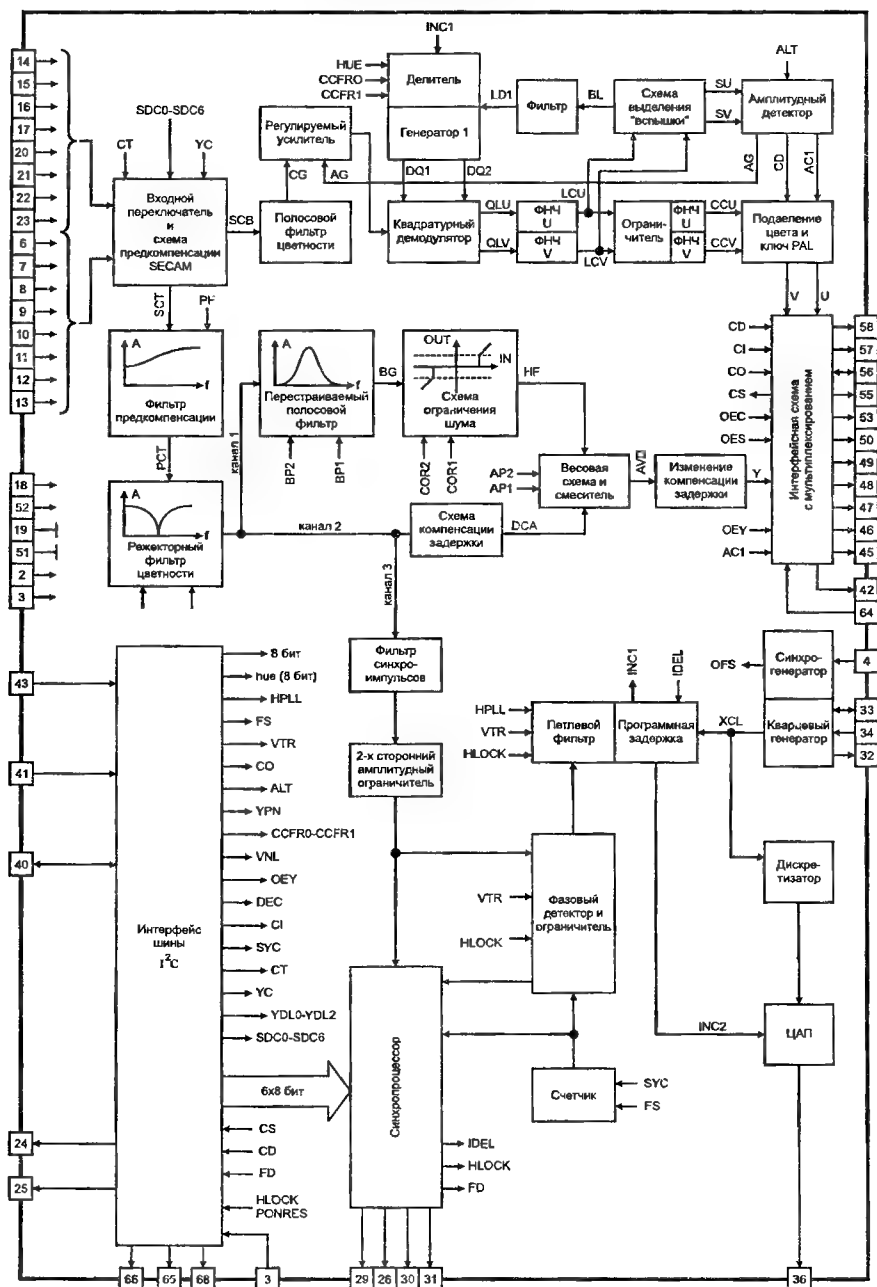 INC1
14
15
16
17
20
21
22
23
6
7
8
9
10
11
12
13
18
52
19
51
2
3
43
41
40
24
25
SDC0-SDC6
CT
YC
Входной
переключатель
и
схема
предкомпенсации
SECAM
SCB
SCT
PF
HUE
CCFRO
CCFR1
Делитель
Генератор 1
LD1
Фильтр
BL
Схема
выделения
"вспышки"
SU
SV
ALT
Амплитудный
детектор
Регулируемый
усилитель
CG
AG
DQ1
DQ2
AG
CD
AC1
Полосовой
фильтр
цветности
Квадратурный
демодулятор
QLU
QLV
ФНЧ
U
ФНЧ
V
LCU
LCV
Ограни-
читель
ФНЧ
U
ФНЧ
V
CCU
CCV
Подавление
цвета и
ключ PAL
V
U
A
f
Фильтр
предкомпенсации
PCT
A
f
Режекторный
фильтр
цветности
канал 1
A
f
Перестраиваемый
полосовой
фильтр
BP2
BP1
BG
OUT
IN
Схема
ограничения
шума
COR2
COR1
HF
AP2
AP1
Весовая
схема и
смеситель
AVD
Изменение
компенсации
задержки
Y
канал 2
Схема
компенсации
задержки
DCA
канал 3
CD
CI
CO
CS
OEC
OES
OEY
AC1
Интерфейсная схема
с мультиплексированием
58
57
56
55
53
50
49
48
47
46
45
42
64
4
33
34
32
Фильтр
синхро-
импульсов
2-х сторонний
амплитудный
ограничитель
HPLL
VTR
HLOCK
Петлевой
фильтр
INC1
IDEL
Программная
задержка
XCL
OFS
Синхро-
генератор
Кварцевый
генератор
Интерфейс
шины
I²C
8 бит
hue (8 бит)
HPLL
FS
VTR
CO
ALT
YPN
CCFR0-CCFR1
VNL
OEY
DEC
CI
SYC
CT
YC
YDL0-YDL2
SDC0-SDC6
6x8 бит
CS
CD
FD
HLOCK
PONRES
VTR
HLOCK
Фазовый
детектор и
ограничитель
Дискрети-
затор
INC2
ЦАП
Синхропроцессор
Счетчик
SYC
FS
IDEL
HLOCK
FD
66
65
68
3
29
26
30
31
36